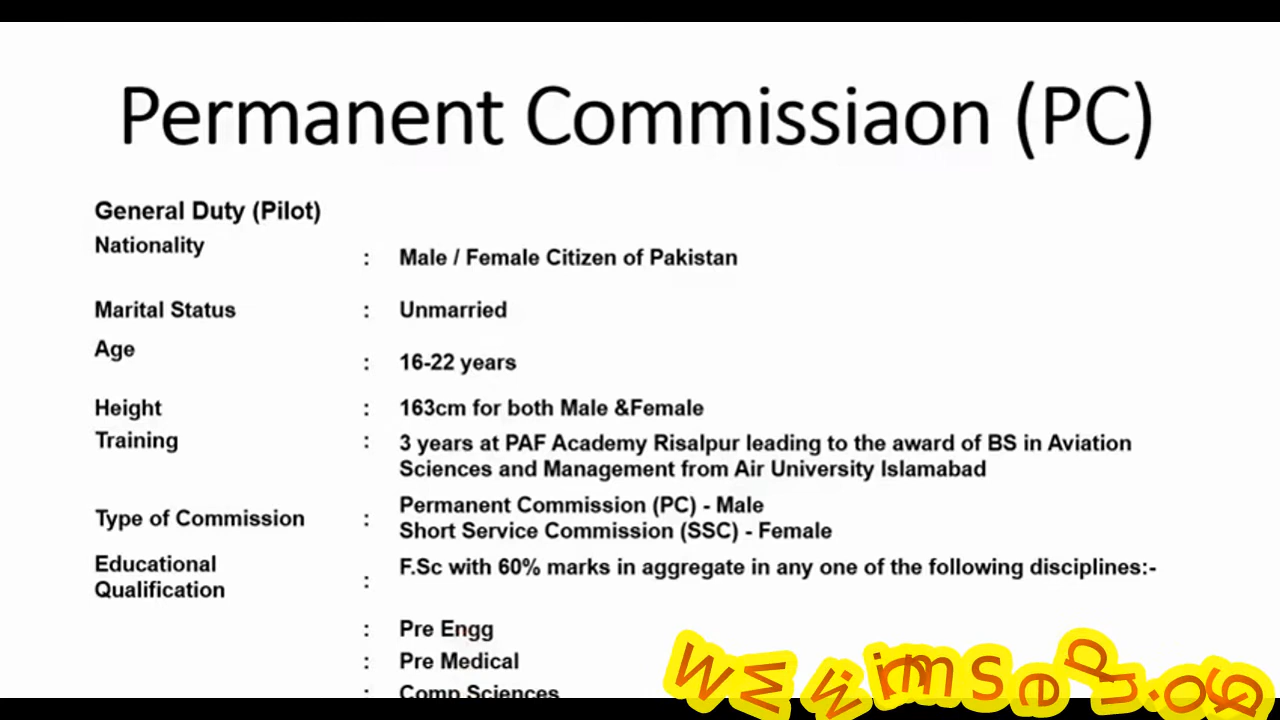 Permanent Commissiaon (PC)
General Duty (Pilot)
Nationality : Male / Female Citizen of Pakistan
Marital Status : Unmarried
Age : 16-22 years
Height : 163cm for both Male &Female
Training : 3 years at PAF Academy Risalpur leading to the award of BS in Aviation
Sciences and Management from Air University Islamabad
Type of Commission : Permanent Commission (PC) - Male
Short Service Commission (SSC) - Female
Educational Qualification : F.Sc with 60% marks in aggregate in any one of the following disciplines:-
: Pre Engg
: Pre Medical
: Comp Sciences